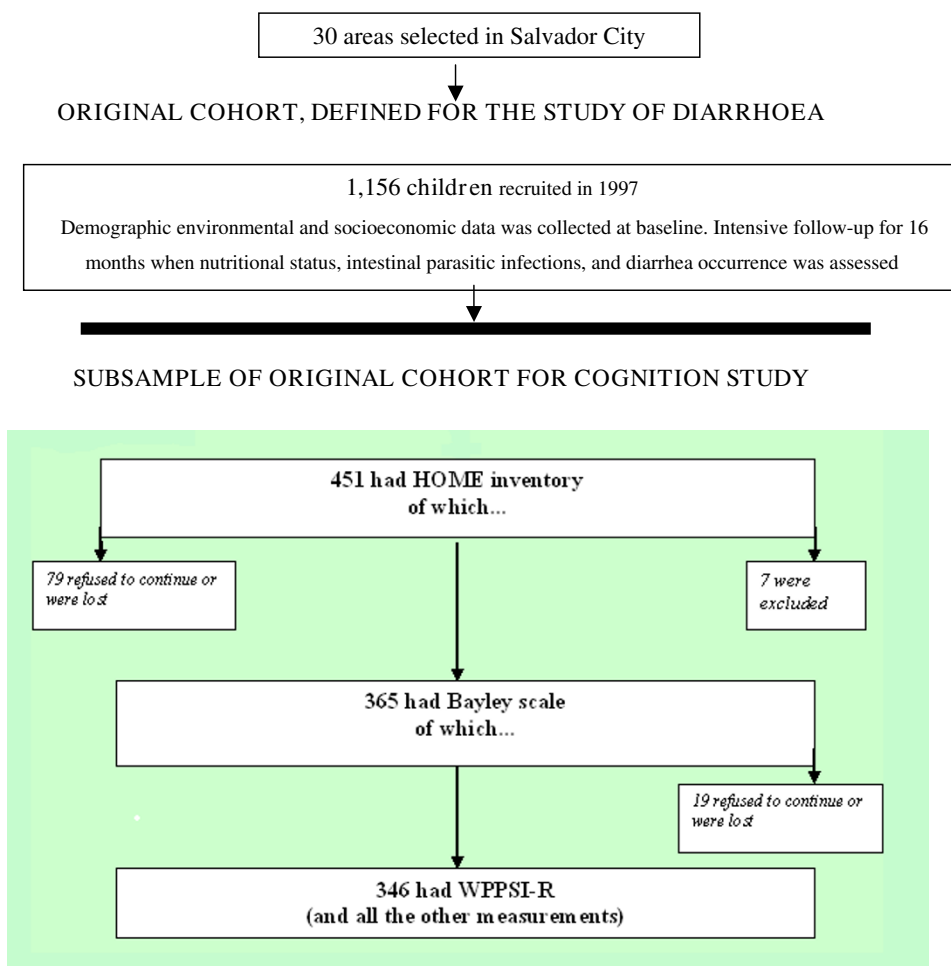 30 areas selected in Salvador City
ORIGINAL COHORT, DEFINED FOR THE STUDY OF DIARRHOEA
1,156 children recruited in 1997
Demographic environmental and socioeconomic data was collected at baseline. Intensive follow-up for 16
months when nutritional status, intestinal parasitic infections, and diarrhea occurrence was assessed
SUBSAMPLE OF ORIGINAL COHORT FOR COGNITION STUDY
451 had HOME inventory
of which...
79 refused to continue or
were lost
7 were
excluded
365 had Bayley scale
of which...
19 refused to continue or
were lost
346 had WPPSI-R
(and all the other measurements)